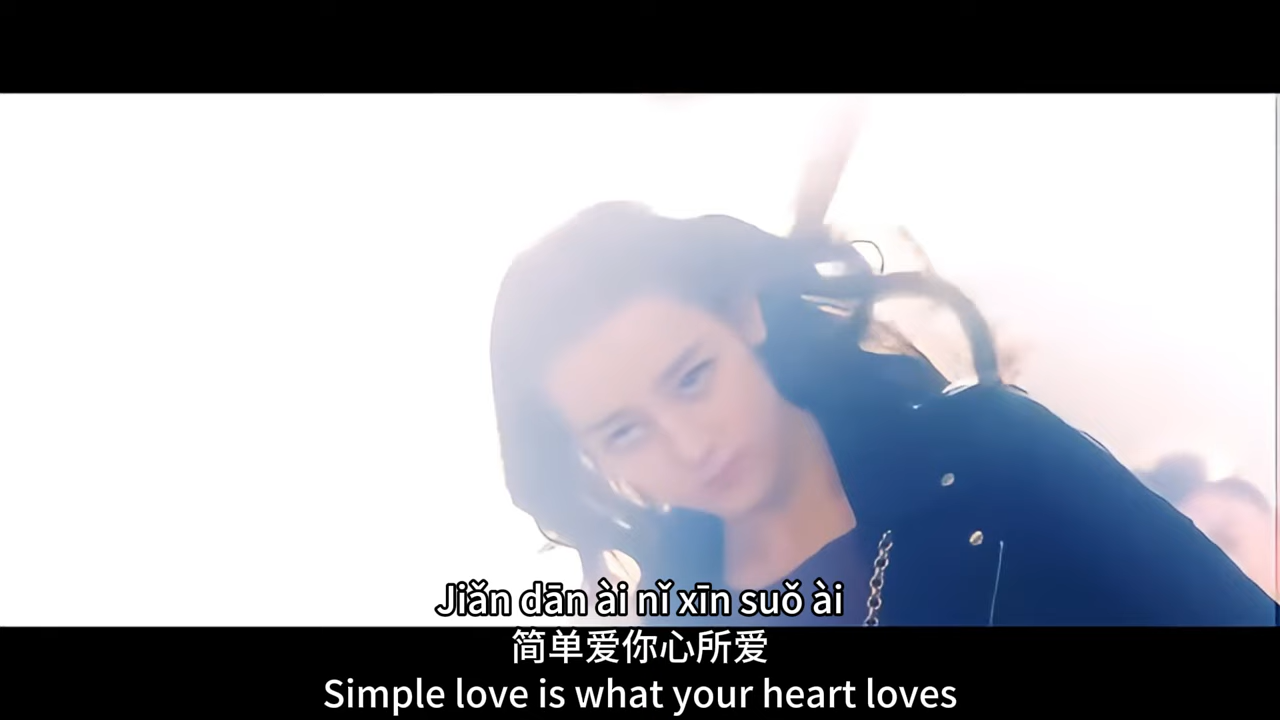 Jiǎn dān ài nǐ xīn suǒ ài
简单爱你心所爱
Simple love is what your heart loves